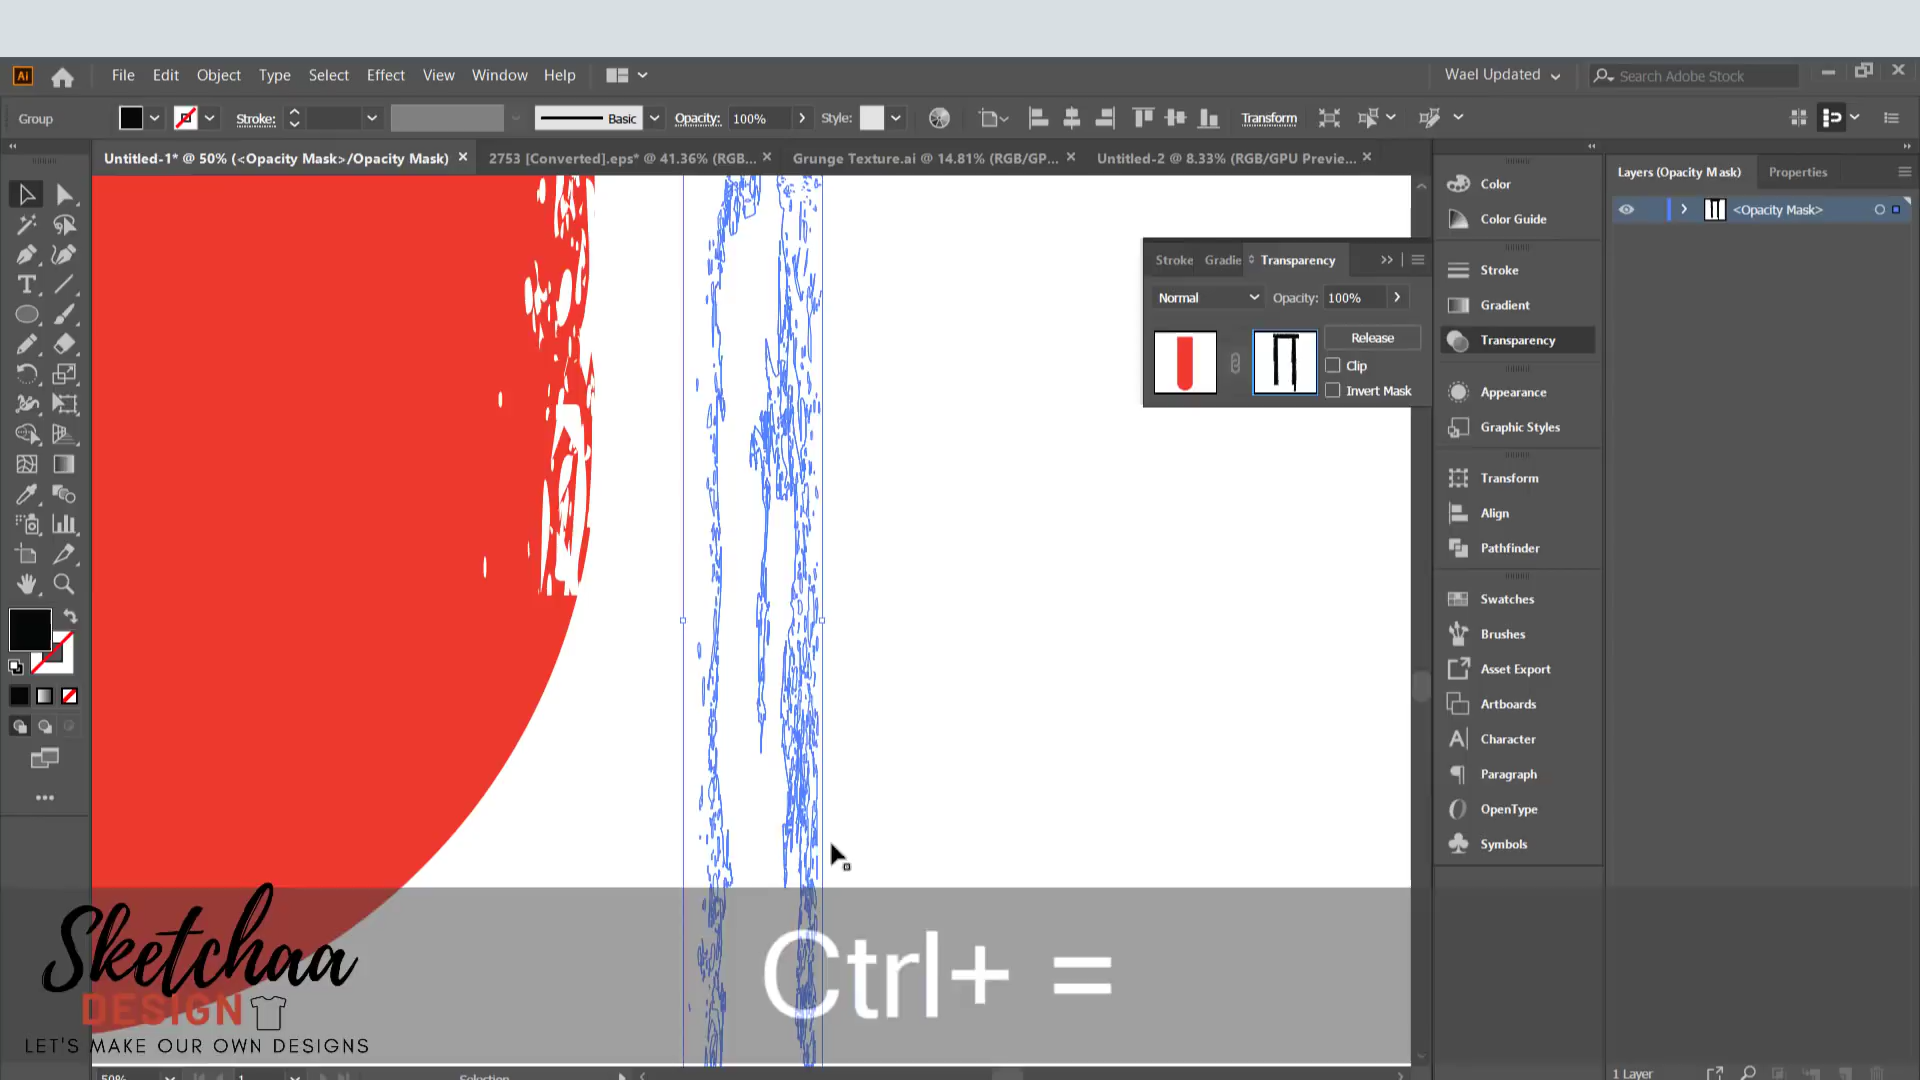 Ai
File Edit Object Type Select Effect View Window Help
Wael Updated
Search Adobe Stock
Group
Stroke:
Basic
Opacity: 100%
Style:
Transform
Untitled-1* @ 50% (<Opacity Mask>/Opacity Mask)
2753 [Converted].eps* @ 41.36% (RGB...
Grunge Texture.ai @ 14.81% (RGB/GP...
Untitled-2 @ 8.33% (RGB/GPU Previe...
Stroke Gradie Transparency
Normal
Opacity: 100%
Release
Clip
Invert Mask
Color
Color Guide
Stroke
Gradient
Transparency
Appearance
Graphic Styles
Transform
Align
Pathfinder
Swatches
Brushes
Asset Export
Artboards
Character
Paragraph
OpenType
Symbols
Layers (Opacity Mask) Properties
<Opacity Mask>
Ctrl+ =
Sketchaa
DESIGN
LET'S MAKE OUR OWN DESIGNS
50%
1
Selection
1 Layer